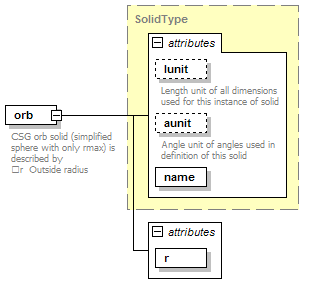 SolidType
attributes
lunit
Length unit of all dimensions
used for this instance of solid
aunit
Angle unit of angles used in
definition of this solid
name
orb
CSG orb solid (simplified
sphere with only rmax) is
described by
□r Outside radius
attributes
r